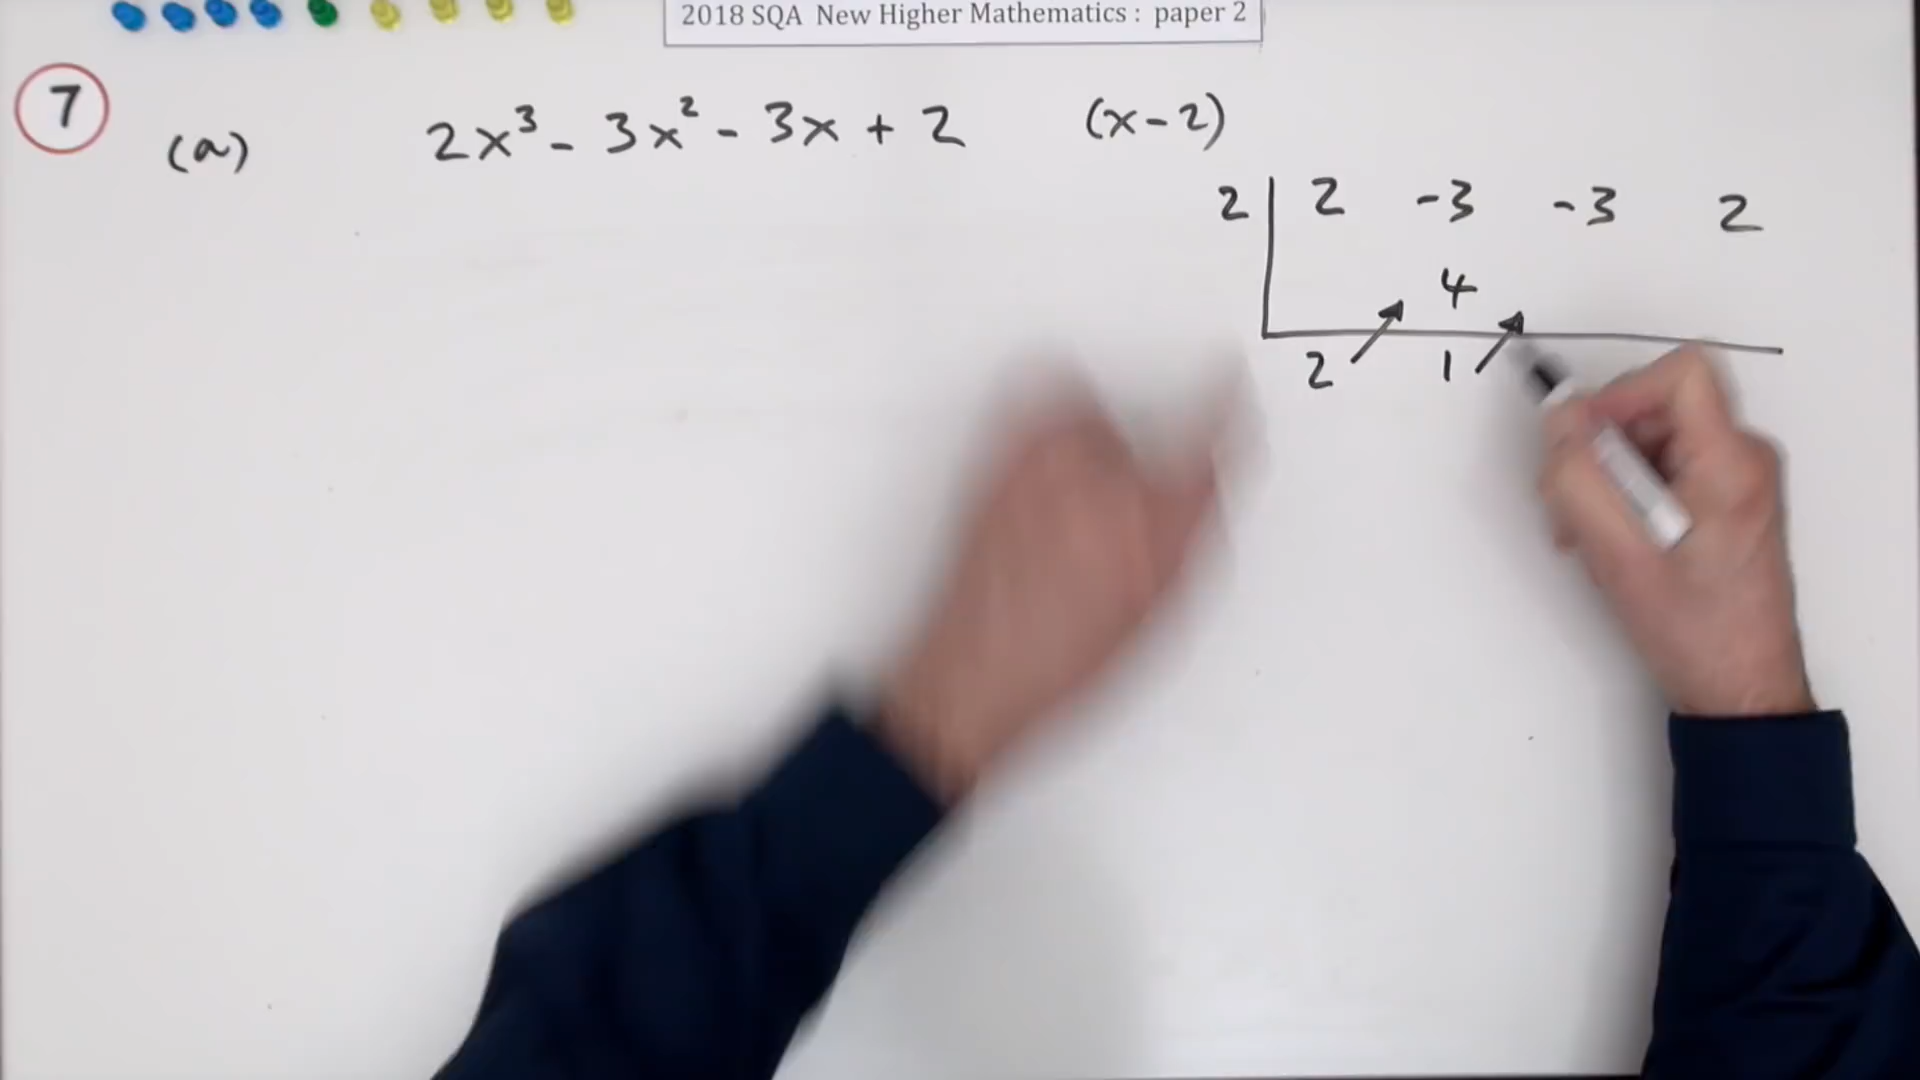 2018 SQA New Higher Mathematics : paper 2
7
(a) 2x³ - 3x² - 3x + 2 (x-2)
2 2 -3 -3 2
4
2 1